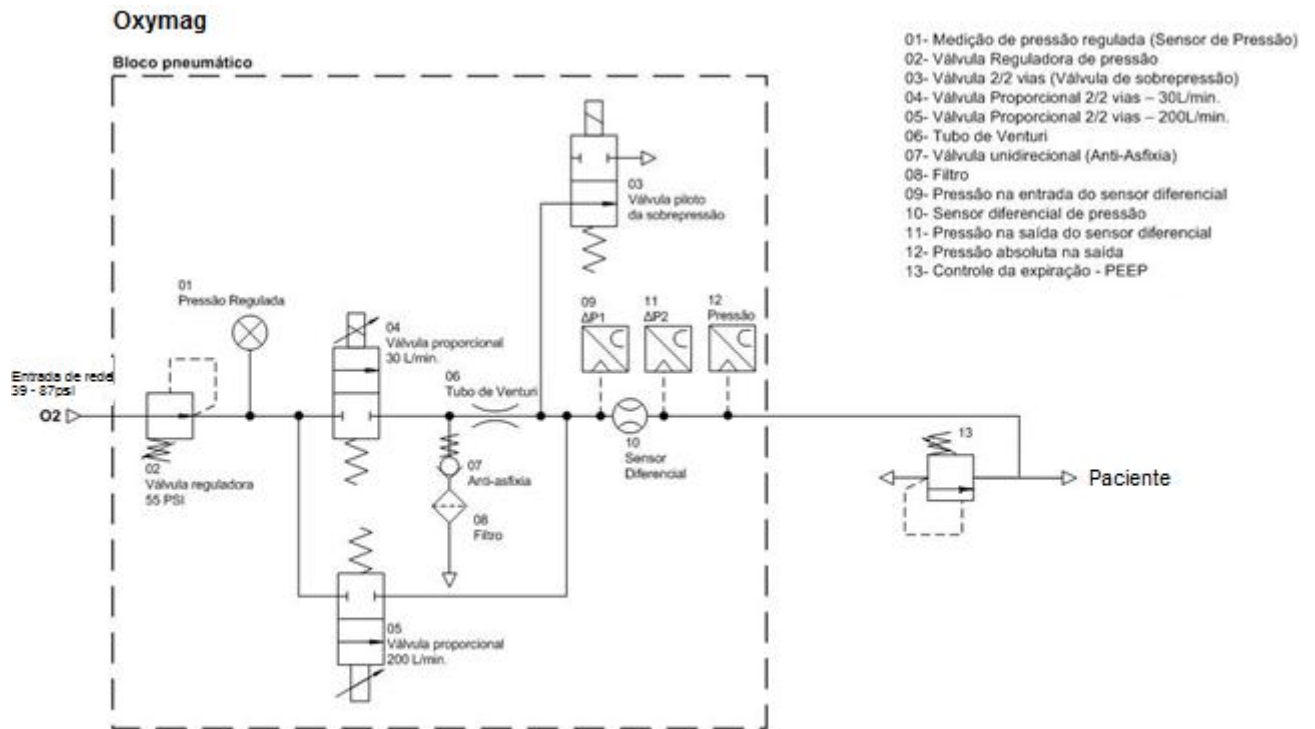 Oxymag
Bloco pneumático
01- Medição de pressão regulada (Sensor de Pressão)
02- Válvula Reguladora de pressão
03- Válvula 2/2 vias (Válvula de sobrepressão)
04- Válvula Proporcional 2/2 vias – 30L/min.
05- Válvula Proporcional 2/2 vias – 200L/min.
06- Tubo de Venturi
07- Válvula unidirecional (Anti-Asfixia)
08- Filtro
09- Pressão na entrada do sensor diferencial
10- Sensor diferencial de pressão
11- Pressão na saída do sensor diferencial
12- Pressão absoluta na saída
13- Controle da expiração - PEEP
03
Válvula piloto
da sobrepressão
01
Pressão Regulada
04
Válvula proporcional
30 L/min.
06
Tubo de Venturi
09
ΔP1
11
ΔP2
12
Pressão
Entrada de rede
39 - 87psi
O2
02
Válvula reguladora
55 PSI
07
Anti-asfixia
08
Filtro
10
Sensor
Diferencial
13
Paciente
05
Válvula proporcional
200 L/min.